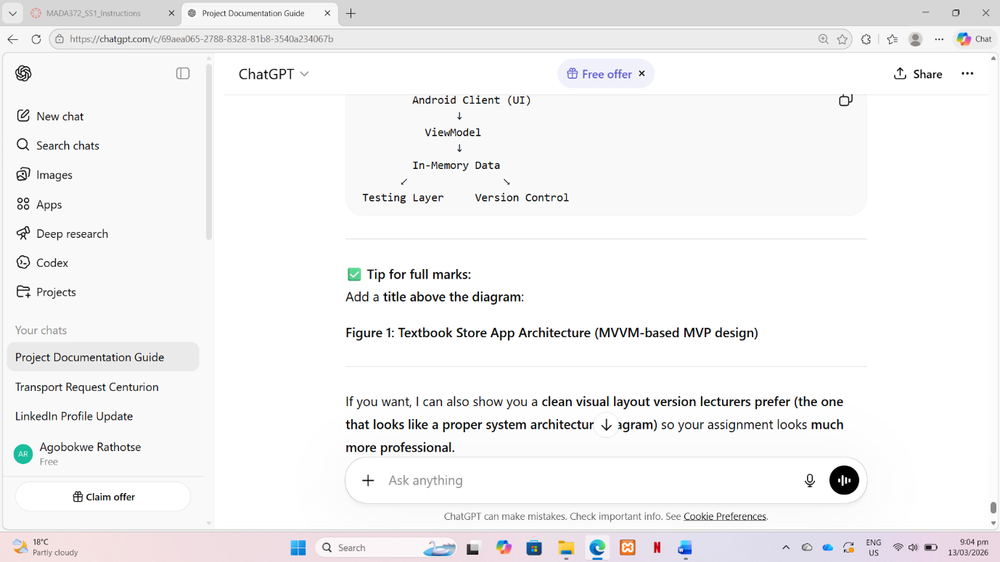 MADA372_SS1_Instructions
Project Documentation Guide
https://chatgpt.com/c/69aea065-2788-8328-81b8-3540a234067b
Chat
ChatGPT
Free offer
Share
New chat
Search chats
Images
Apps
Deep research
Codex
Projects
Your chats
Project Documentation Guide
Transport Request Centurion
LinkedIn Profile Update
AR
Agobokwe Rathotse
Free
Claim offer
Android Client (UI)
↓
ViewModel
↓
In-Memory Data
↙ ↘
Testing Layer Version Control
✅ Tip for full marks:
Add a title above the diagram:
Figure 1: Textbook Store App Architecture (MVVM-based MVP design)
If you want, I can also show you a clean visual layout version lecturers prefer (the one
that looks like a proper system architectur agram) so your assignment looks much
more professional.
Ask anything
ChatGPT can make mistakes. Check important info. See Cookie Preferences.
18°C
Partly cloudy
Search
N
W
ENG
US
9:04 pm
13/03/2026